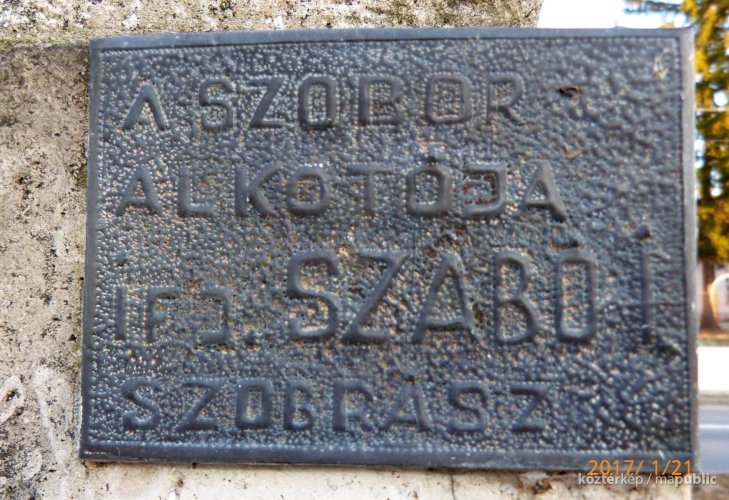 A SZOBOR
ALKOTÓJA
ifj. SZABÓ I
SZOBRÁSZ
2017/ 1/21
köztérkép / mapublic